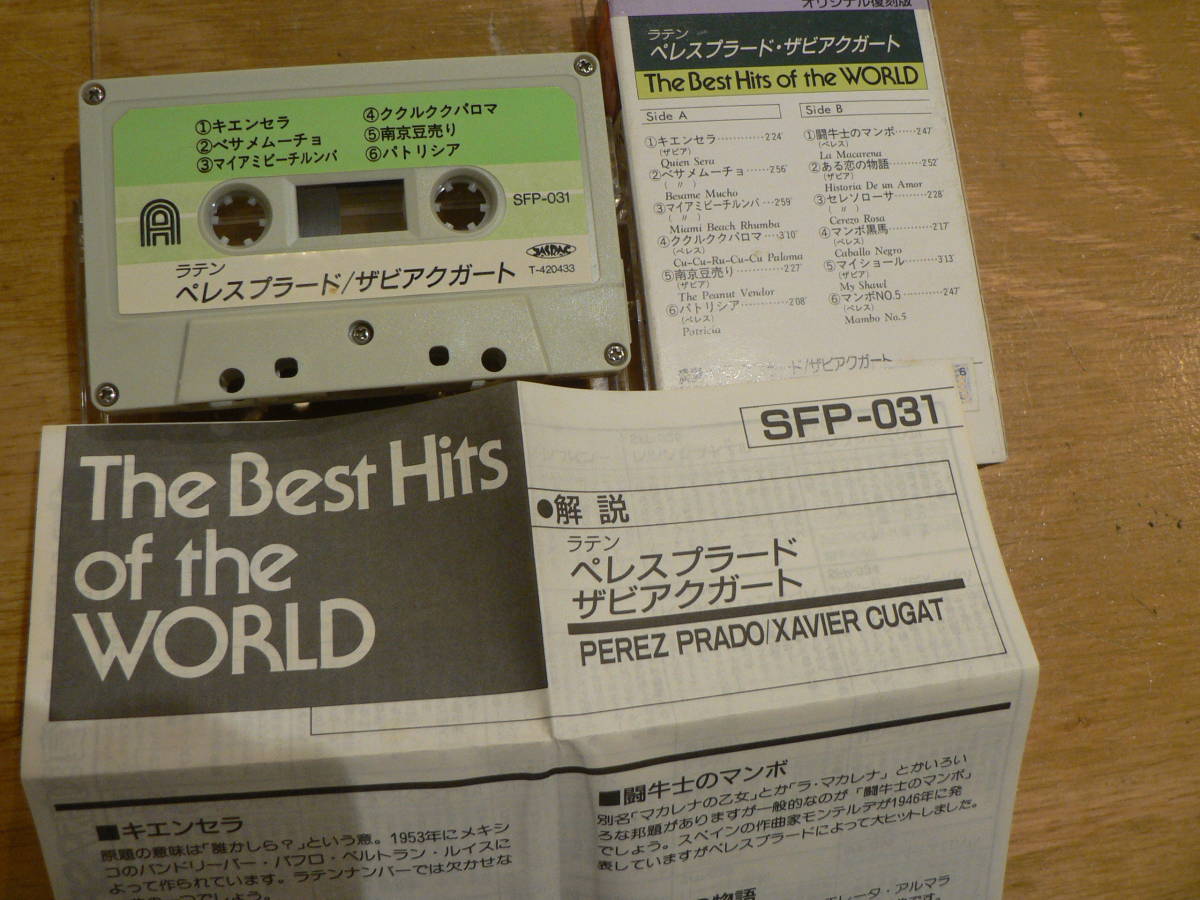 ①キエンセラ
②ベサメムーチョ
③マイアミビーチルンバ
④ククルククパロマ
⑤南京豆売り
⑥パトリシア
SFP-031
JASRAC
T-420433
ラテン
ペレスプラード/ザビアクガート
オリジナル復刻版
ラテン
ペレスプラード・ザビアクガート
The Best Hits of the WORLD
Side A
①キエンセラ……2'24"
(ザビア)
Quien Sera
②ベサメムーチョ……2'56"
( 〃 )
Besame Mucho
③マイアミビーチルンバ…2'59"
( 〃 )
Miami Beach Rhumba
④ククルククパロマ…3'10"
(ペレス)
Cu-Cu-Ru-Cu-Cu Paloma
⑤南京豆売り……2'27"
(ザビア)
The Peanut Vendor
⑥パトリシア……2'08"
(ペレス)
Patricia
Side B
①闘牛士のマンボ……2'47"
(ペレス)
La Macarena
②ある恋の物語……2'52"
(ザビア)
Historia De un Amor
③セレソローサ……2'28"
( 〃 )
Cerezo Rosa
④マンボ黒馬……2'17"
(ペレス)
Caballo Negro
⑤マイショール……3'13"
(ザビア)
My Shawl
⑥マンボNO.5……2'47"
(ペレス)
Mambo No.5
ード/ザビアクガート
The Best Hits
of the
WORLD
SFP-031
●解説
ラテン
ペレスプラード
ザビアクガート
PEREZ PRADO/XAVIER CUGAT
■キエンセラ
原題の意味は「誰かしら?」という意。1953年にメキシ
コのバンドリーバー・パフロ・ベルトラン・ルイスに
よって作られています。ラテンナンバーでは欠かせな
■闘牛士のマンボ
別名「マカレナの乙女」とか「ラ・マカレナ」とかいろい
ろな邦題がありますが一般的なのが「闘牛士のマンボ」
でしょう。スペインの作曲家モンテルデが1946年に発
表していますがペレスプラードによって大ヒットしました。
物語
レータ・アルマラ